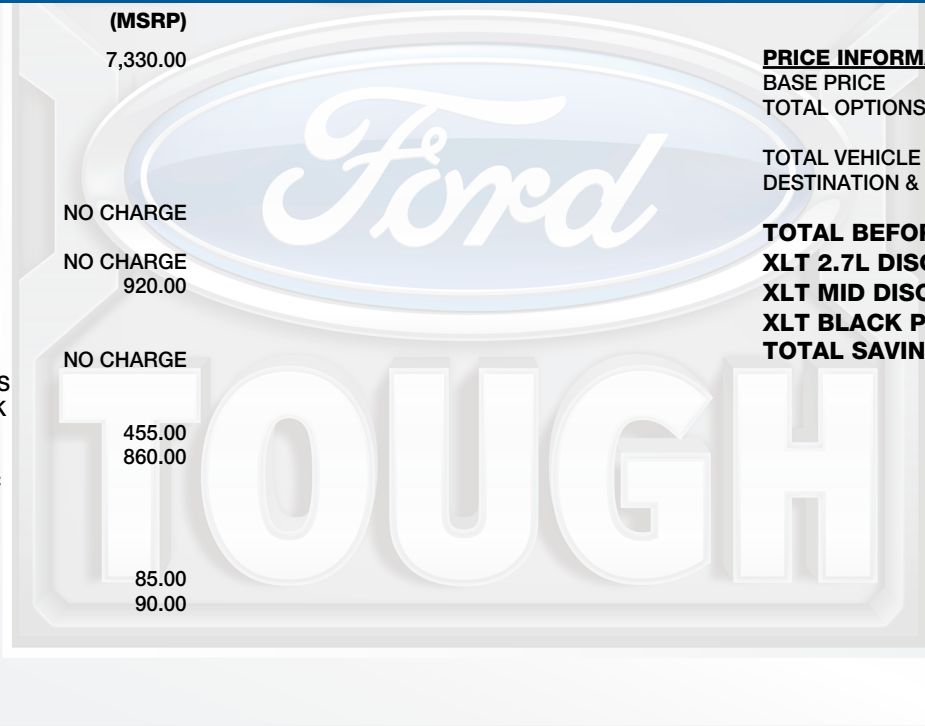 (MSRP)
7,330.00
NO CHARGE
NO CHARGE
920.00
NO CHARGE
S
K
455.00
860.00
85.00
90.00
PRICE INFORMA
BASE PRICE
TOTAL OPTIONS
TOTAL VEHICLE
DESTINATION &
TOTAL BEFOR
XLT 2.7L DISC
XLT MID DISC
XLT BLACK P
TOTAL SAVIN
Ford
TOUGH